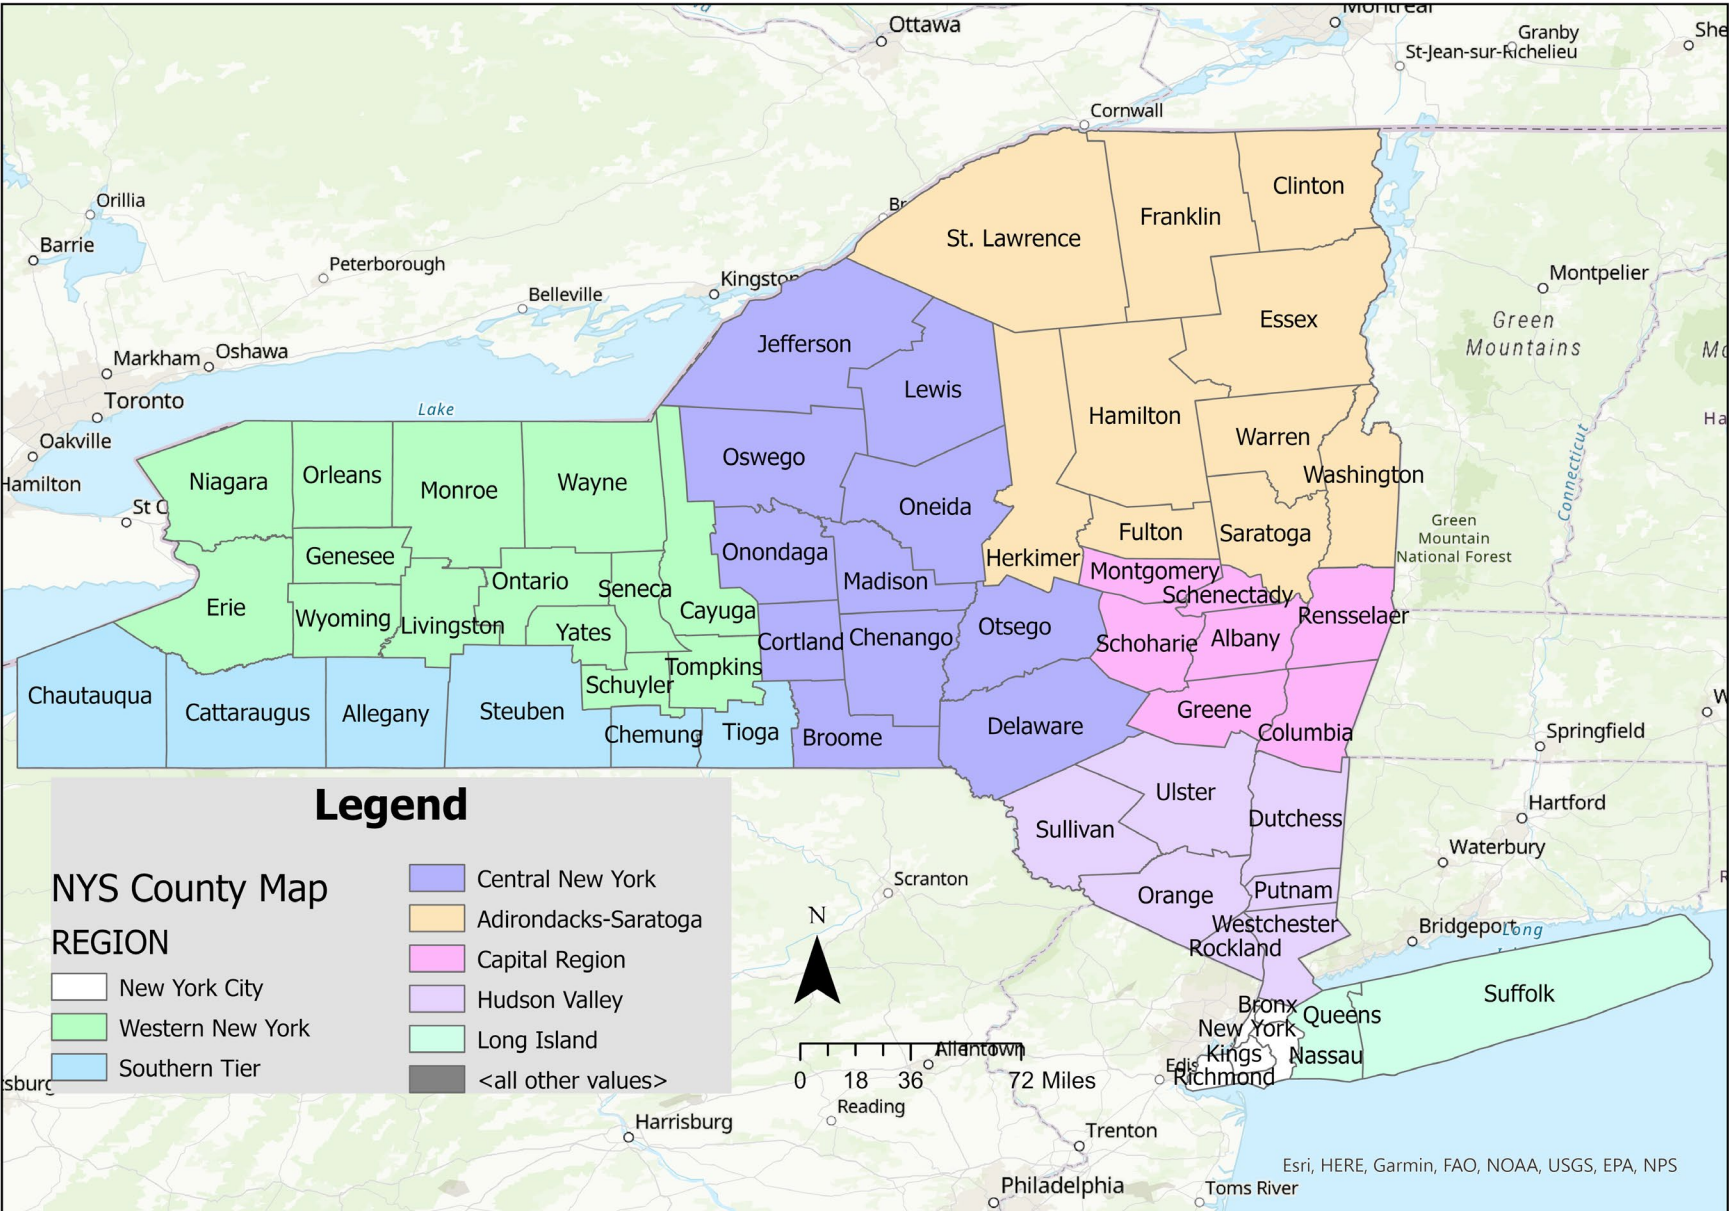 Montreal
Ottawa
Granby
St-Jean-sur-Richelieu
Cornwall
Clinton
Orillia
Franklin
St. Lawrence
Barrie
Peterborough
Montpelier
Kingston
Belleville
Essex
Green
Mountains
Jefferson
Markham
Oshawa
Lewis
Toronto
Lake
Hamilton
Oakville
Warren
Oswego
Washington
Niagara
Orleans
Monroe
Wayne
Hamilton
Connecticut
Oneida
Green
Mountain
National Forest
Fulton
Saratoga
Genesee
Onondaga
Herkimer
Montgomery
Ontario
Seneca
Madison
Schenectady
Erie
Wyoming
Livingston
Yates
Cayuga
Cortland
Chenango
Otsego
Rensselaer
Schoharie
Albany
Tompkins
Schuyler
Chautauqua
Cattaraugus
Allegany
Steuben
Chemung
Tioga
Broome
Delaware
Greene
Columbia
Springfield
Ulster
Sullivan
Dutchess
Hartford
Waterbury
Scranton
Orange
Putnam
Westchester
Rockland
Bridgeport
Long
Suffolk
Bronx
Queens
New York
Kings
Nassau
Richmond
Legend
NYS County Map
REGION
New York City
Western New York
Southern Tier
Central New York
Adirondacks-Saratoga
Capital Region
Hudson Valley
Long Island
<all other values>
N
0 18 36 72 Miles
Allentown
Reading
Harrisburg
Trenton
Philadelphia
Toms River
Esri, HERE, Garmin, FAO, NOAA, USGS, EPA, NPS